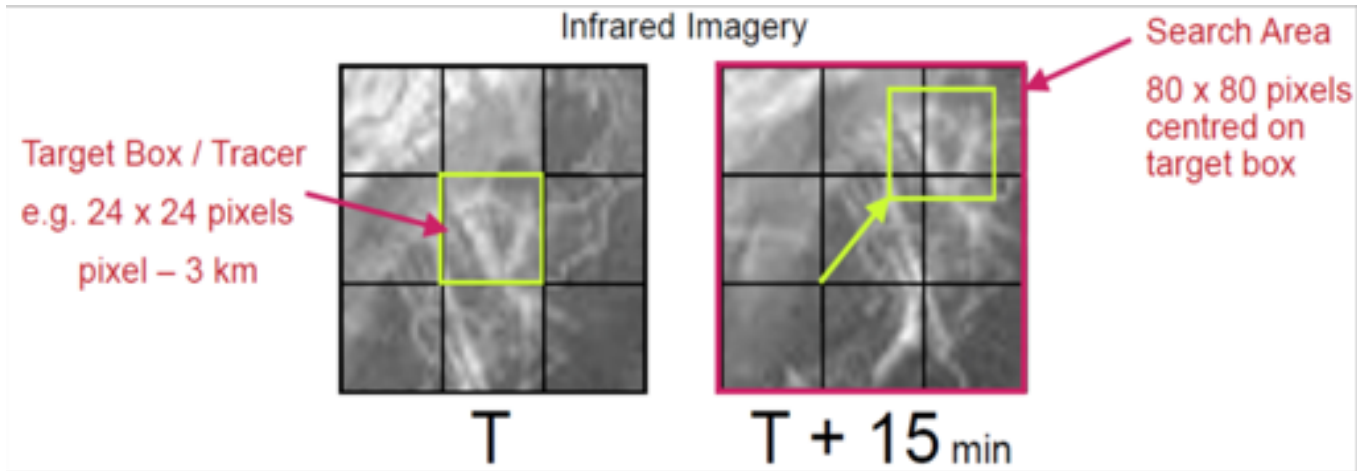 Infrared Imagery
Target Box / Tracer
e.g. 24 x 24 pixels
pixel – 3 km
Search Area
80 x 80 pixels
centred on
target box
T
T + 15 min